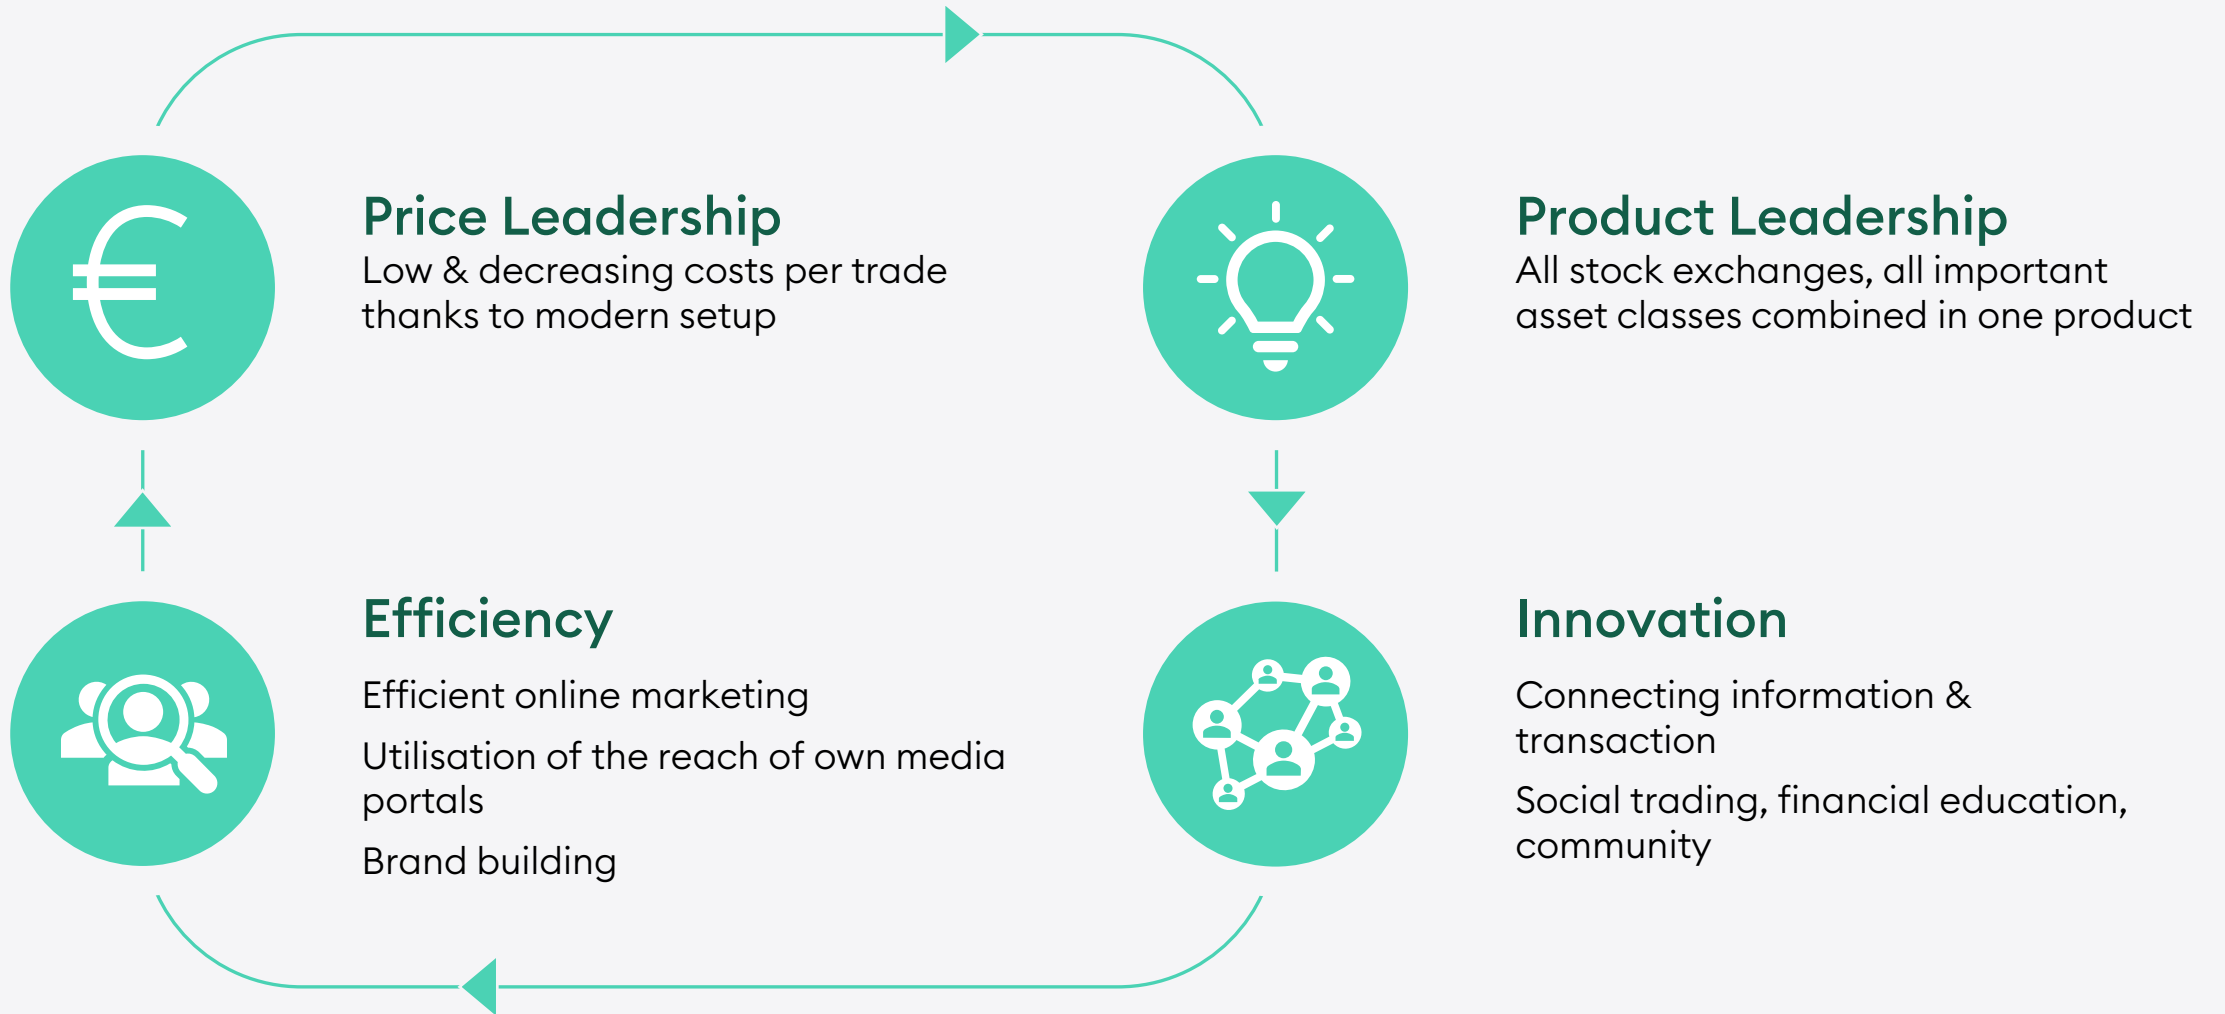 Price Leadership
Low & decreasing costs per trade
thanks to modern setup
Product Leadership
All stock exchanges, all important
asset classes combined in one product
Efficiency
Efficient online marketing
Utilisation of the reach of own media
portals
Brand building
Innovation
Connecting information &
transaction
Social trading, financial education,
community